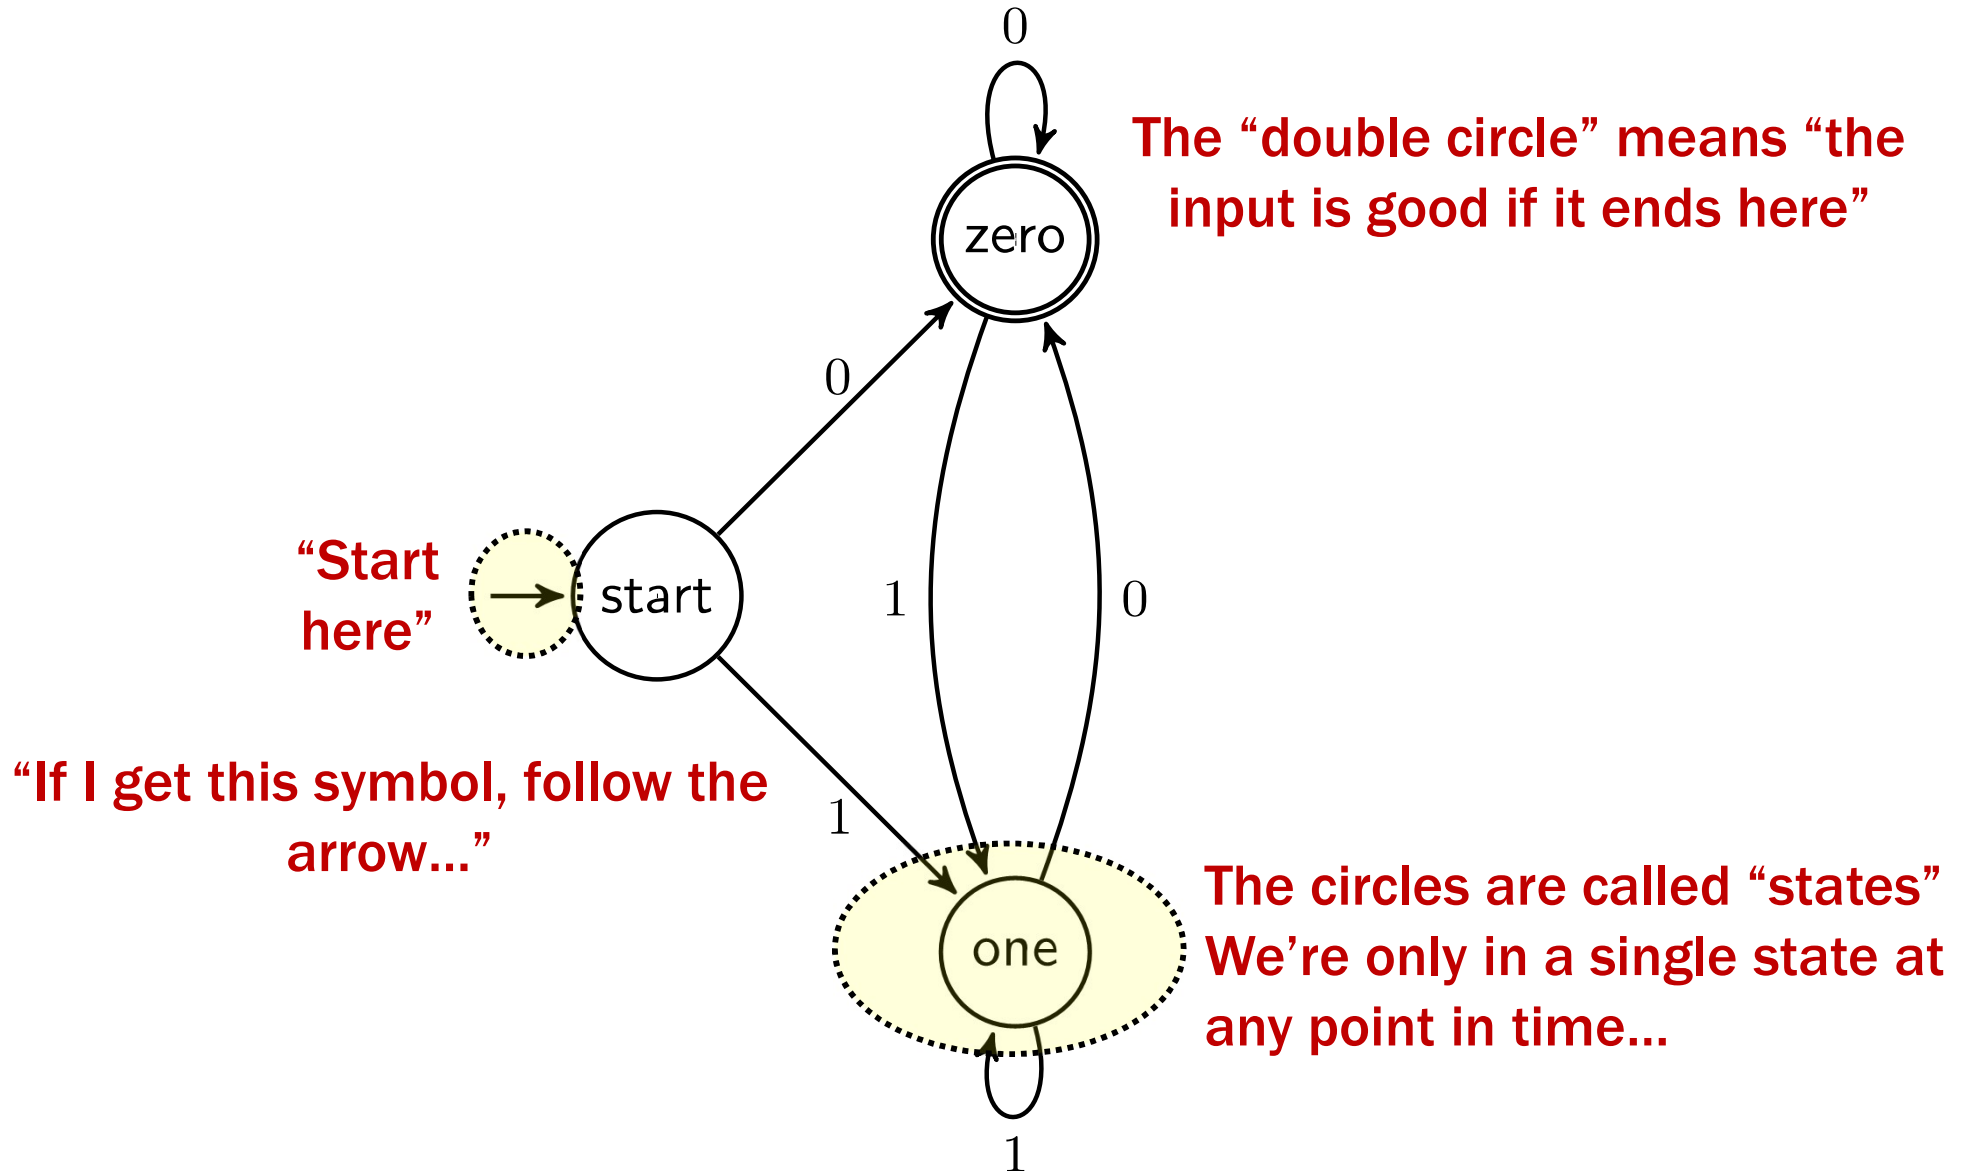 0
The “double circle” means “the
input is good if it ends here”
zero
0
“Start
here”
start
1
0
“If I get this symbol, follow the
arrow...”
1
The circles are called “states”
We’re only in a single state at
any point in time...
one
1